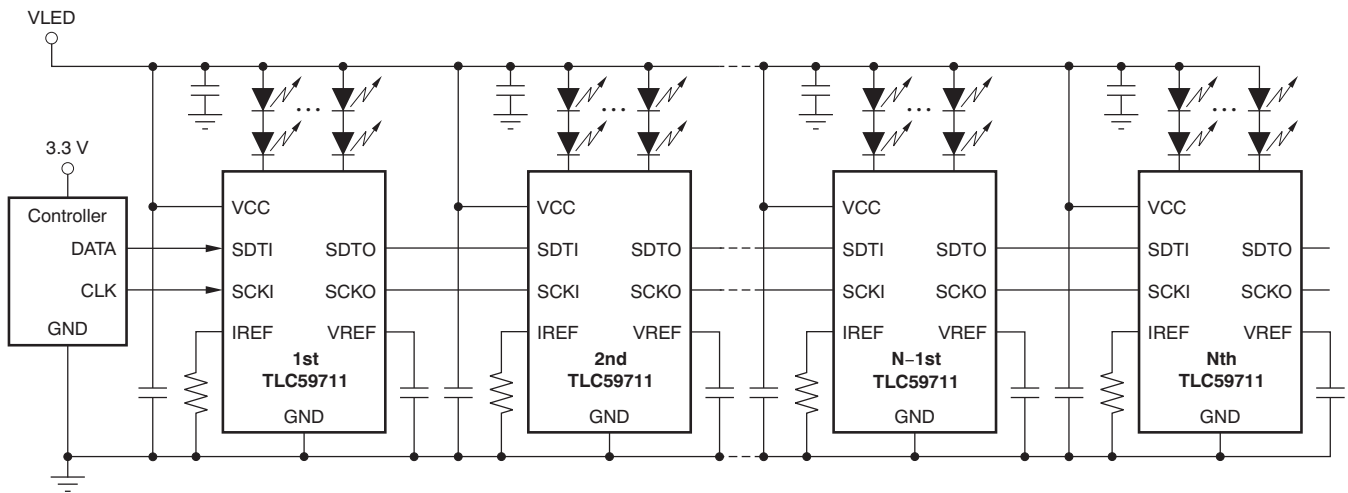 VLED
3.3 V
Controller
DATA
CLK
GND
VCC
SDTI
SDTO
SCKI
SCKO
IREF
VREF
1st
TLC59711
GND
...
VCC
SDTI
SDTO
SCKI
SCKO
IREF
VREF
2nd
TLC59711
GND
...
VCC
SDTI
SDTO
SCKI
SCKO
IREF
VREF
N–1st
TLC59711
GND
...
VCC
SDTI
SDTO
SCKI
SCKO
IREF
VREF
Nth
TLC59711
GND
...